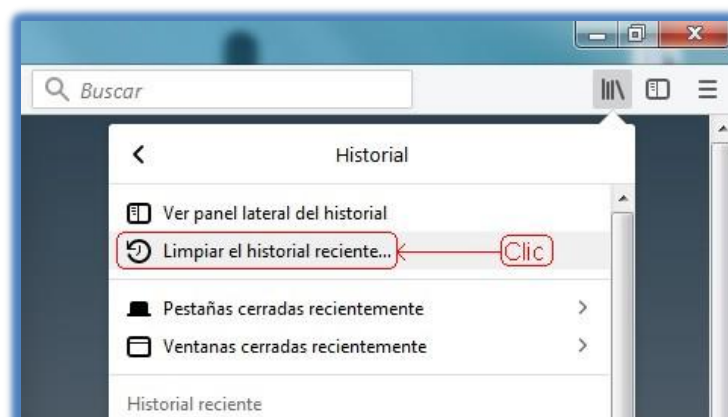 Buscar
Historial
Ver panel lateral del historial
Limpiar el historial reciente...
Clic
Pestañas cerradas recientemente
Ventanas cerradas recientemente
Historial reciente